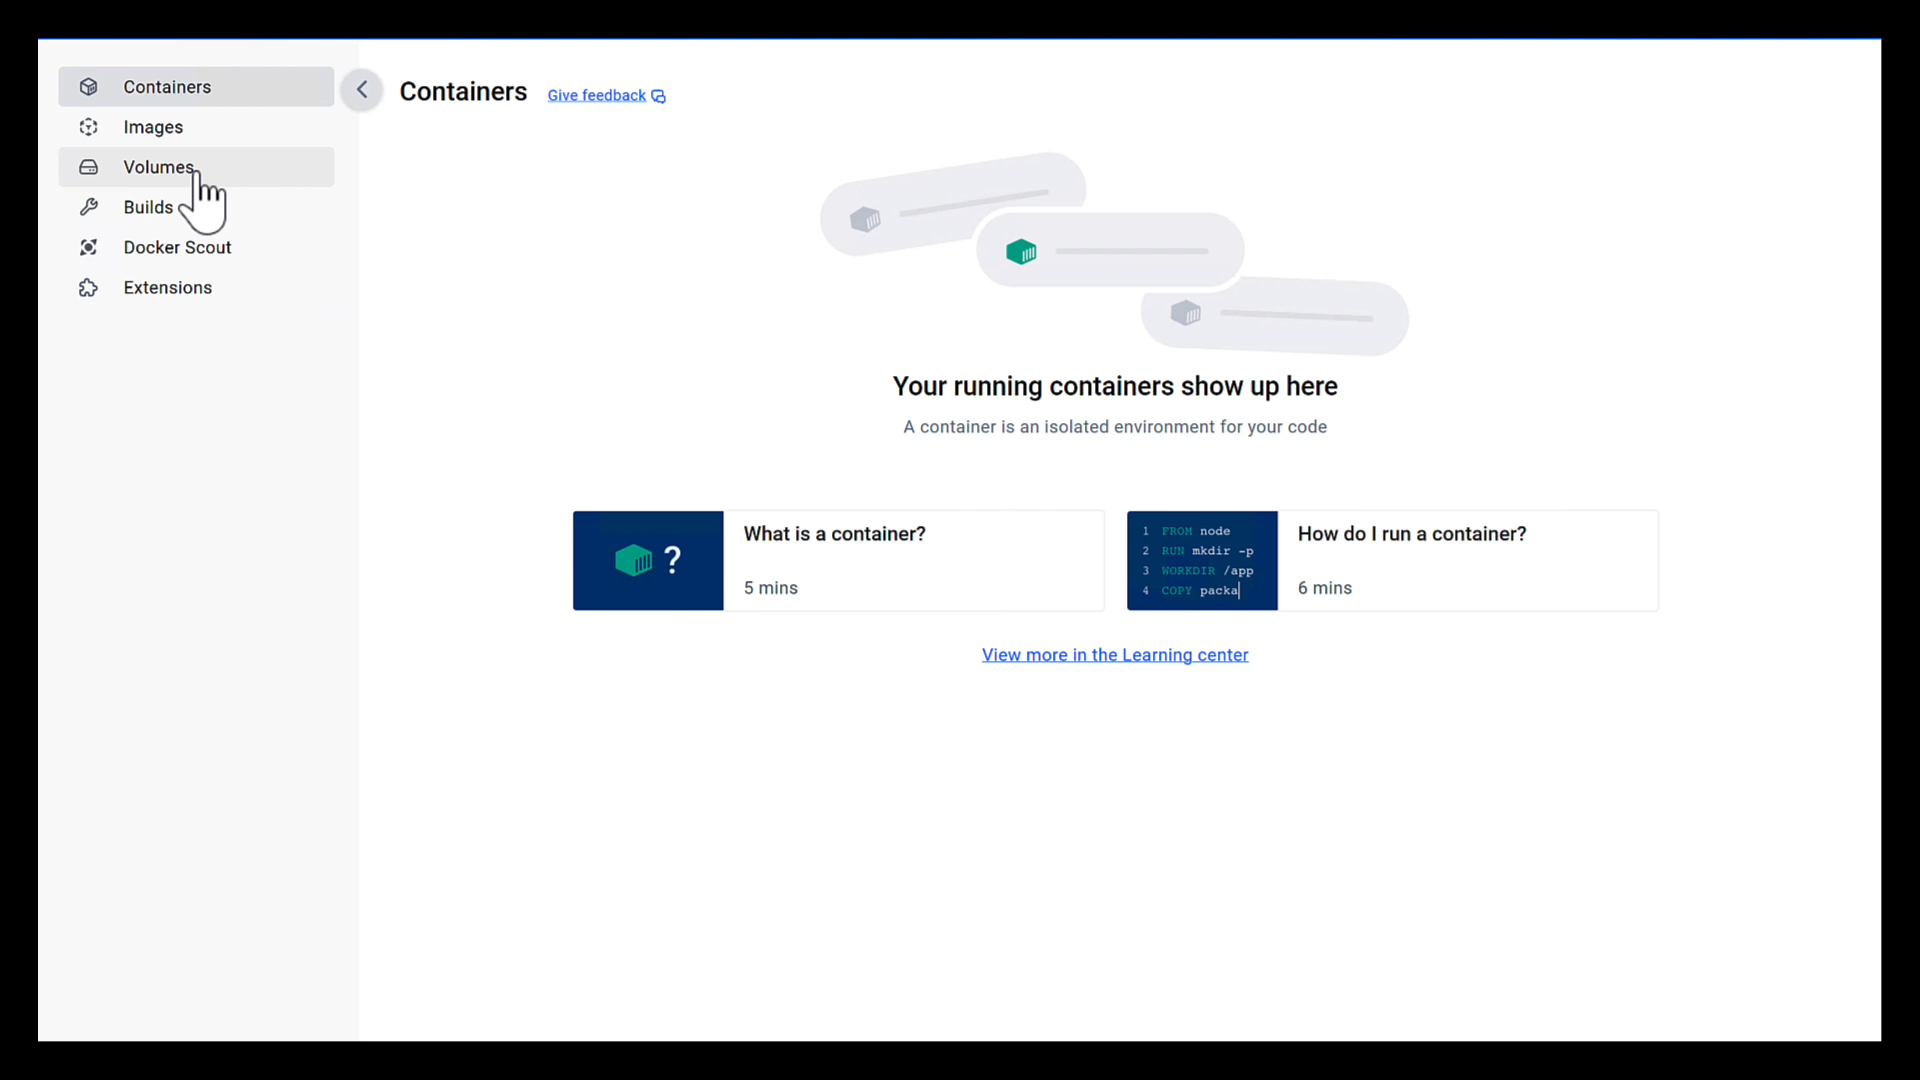 Containers
Images
Volumes
Builds
Docker Scout
Extensions
Containers
Give feedback
Your running containers show up here
A container is an isolated environment for your code
?
What is a container?
5 mins
1 FROM node
2 RUN mkdir -p
3 WORKDIR /app
4 COPY packa
How do I run a container?
6 mins
View more in the Learning center